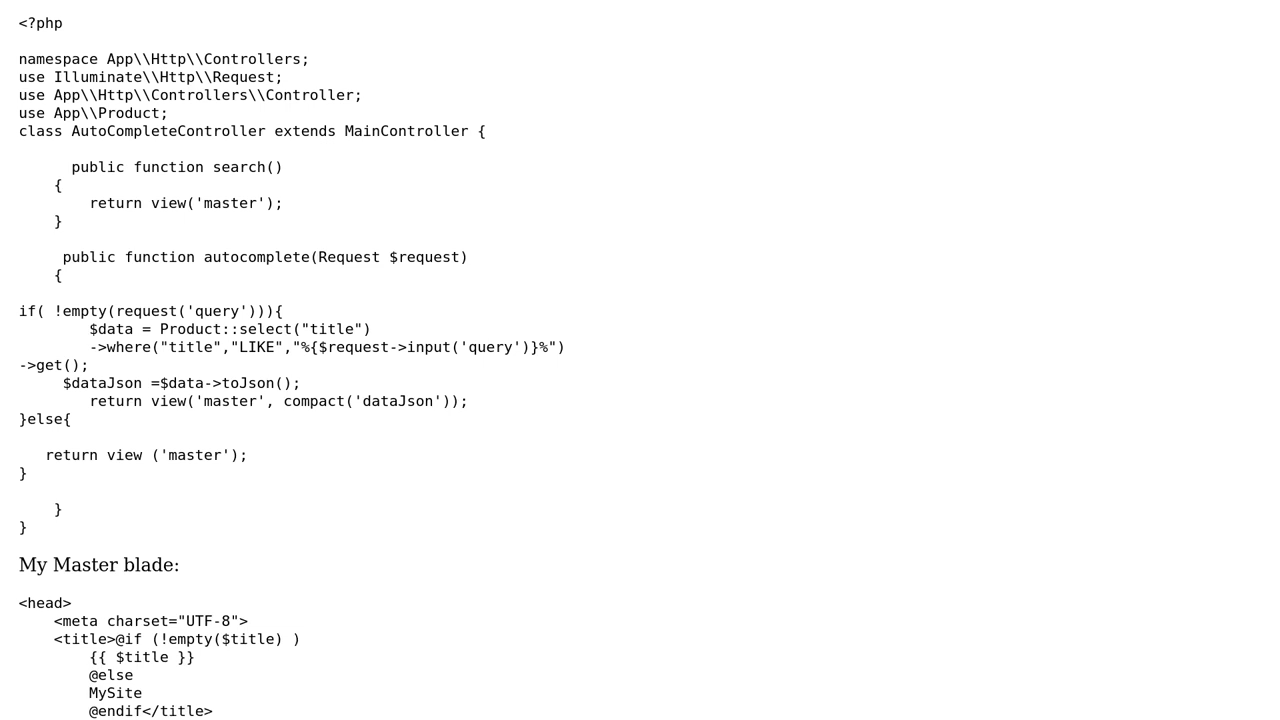 <?php

namespace App\\Http\\Controllers;
use Illuminate\\Http\\Request;
use App\\Http\\Controllers\\Controller;
use App\\Product;
class AutoCompleteController extends MainController {

      public function search()
    {
        return view('master');
    }

     public function autocomplete(Request $request)
    {

if( !empty(request('query'))){
        $data = Product::select("title")
        ->where("title","LIKE","%{$request->input('query')}%")
->get();
     $dataJson =$data->toJson();
        return view('master', compact('dataJson'));
}else{

   return view ('master');
}

    }
}
My Master blade:
<head>
    <meta charset="UTF-8">
    <title>@if (!empty($title) )
        {{ $title }}
        @else
        MySite
        @endif</title>